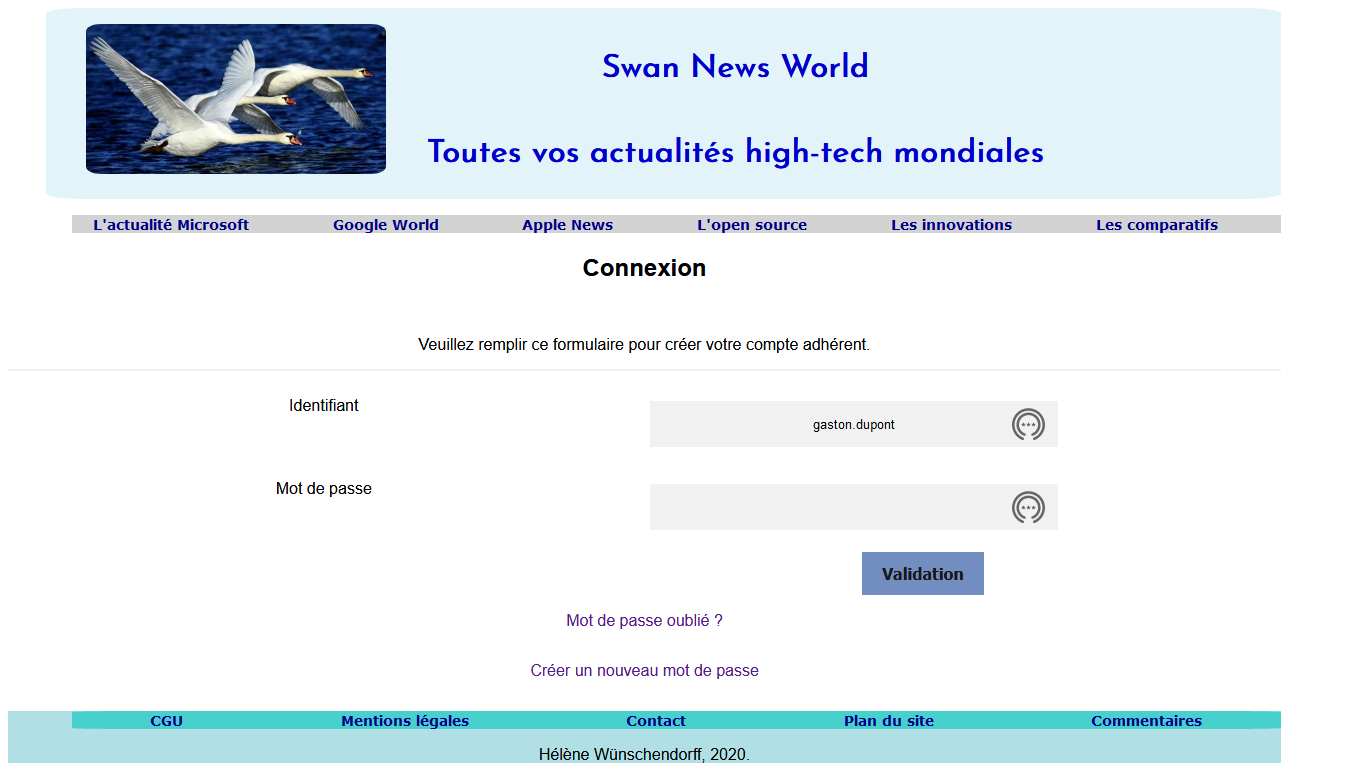 Swan News World
Toutes vos actualités high-tech mondiales
L'actualité Microsoft Google World Apple News L'open source Les innovations Les comparatifs
Connexion
Veuillez remplir ce formulaire pour créer votre compte adhérent.
Identifiant gaston.dupont
Mot de passe
Validation
Mot de passe oublié ?
Créer un nouveau mot de passe
CGU Mentions légales Contact Plan du site Commentaires
Hélène Wünschendorff, 2020.